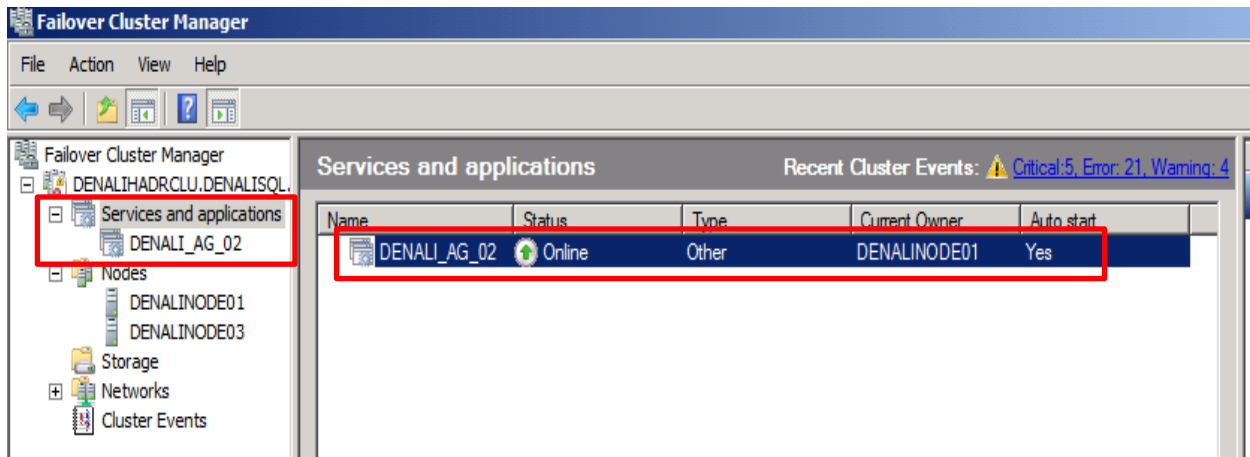 Failover Cluster Manager
File Action View Help
Failover Cluster Manager
DENALIHADRCLU.DENALISQL.
Services and applications
DENALI_AG_02
Nodes
DENALINODE01
DENALINODE03
Storage
Networks
Cluster Events
Services and applications Recent Cluster Events: Critical:5, Error: 21, Warning: 4
Name Status Type Current Owner Auto start
DENALI_AG_02 Online Other DENALINODE01 Yes